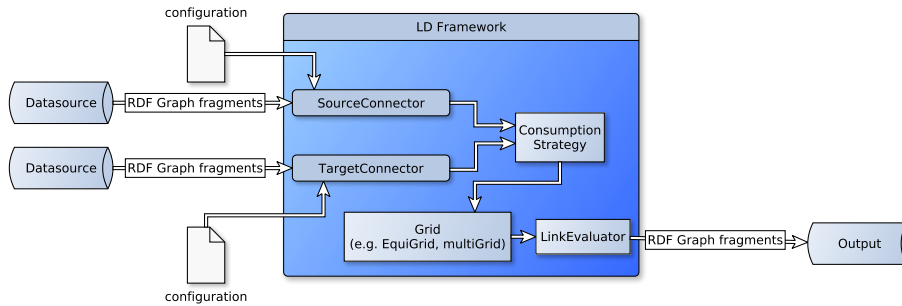 configuration
LD Framework
Datasource
RDF Graph fragments
SourceConnector
Consumption
Strategy
Datasource
RDF Graph fragments
TargetConnector
Grid
(e.g. EquiGrid, multiGrid)
LinkEvaluator
RDF Graph fragments
Output
configuration